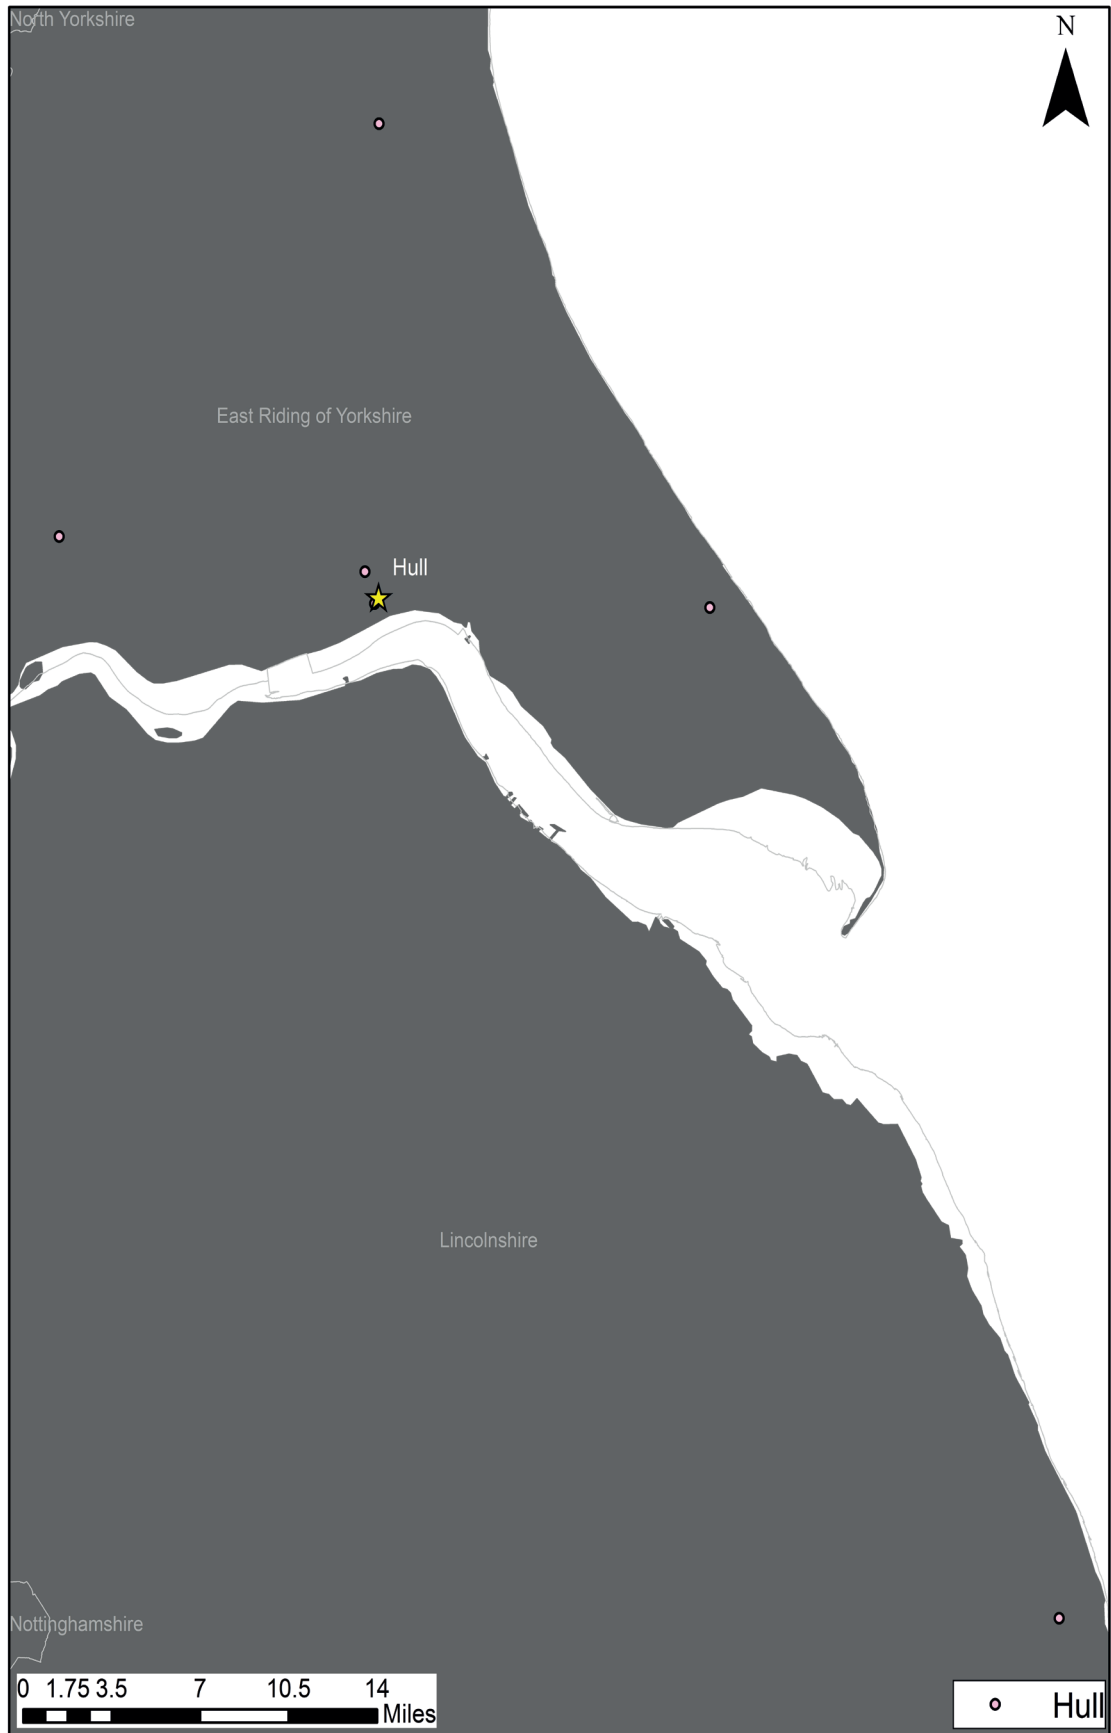 North Yorkshire
N
East Riding of Yorkshire
Hull
Lincolnshire
Nottinghamshire
0 1.75 3.5 7 10.5 14
Miles
Hull